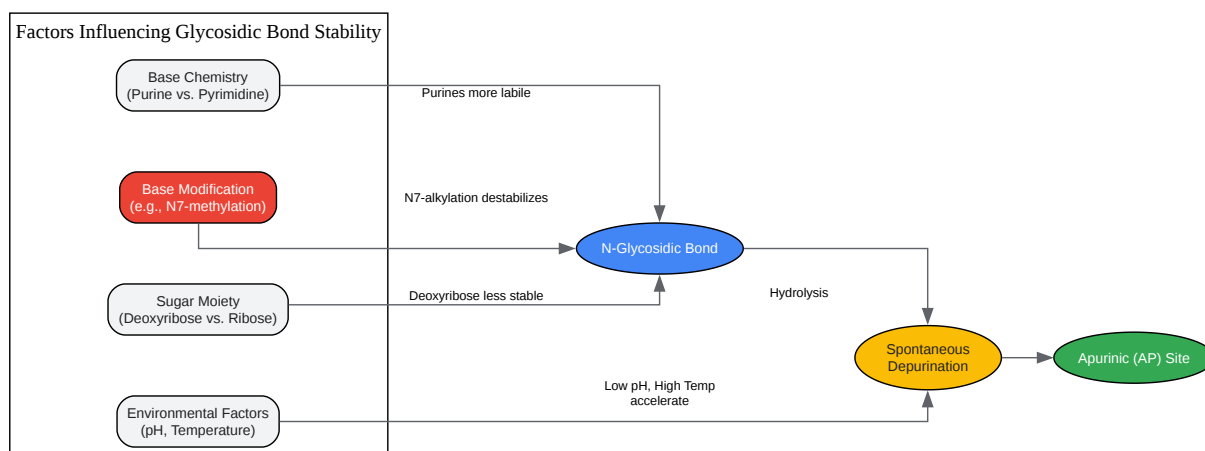 Factors Influencing Glycosidic Bond Stability
Base Chemistry
(Purine vs. Pyrimidine)
Purines more labile
Base Modification
(e.g., N7-methylation)
N7-alkylation destabilizes
N-Glycosidic Bond
Sugar Moiety
(Deoxyribose vs. Ribose)
Deoxyribose less stable
Hydrolysis
Spontaneous
Depurination
Apurinic (AP) Site
Low pH, High Temp
accelerate
Environmental Factors
(pH, Temperature)